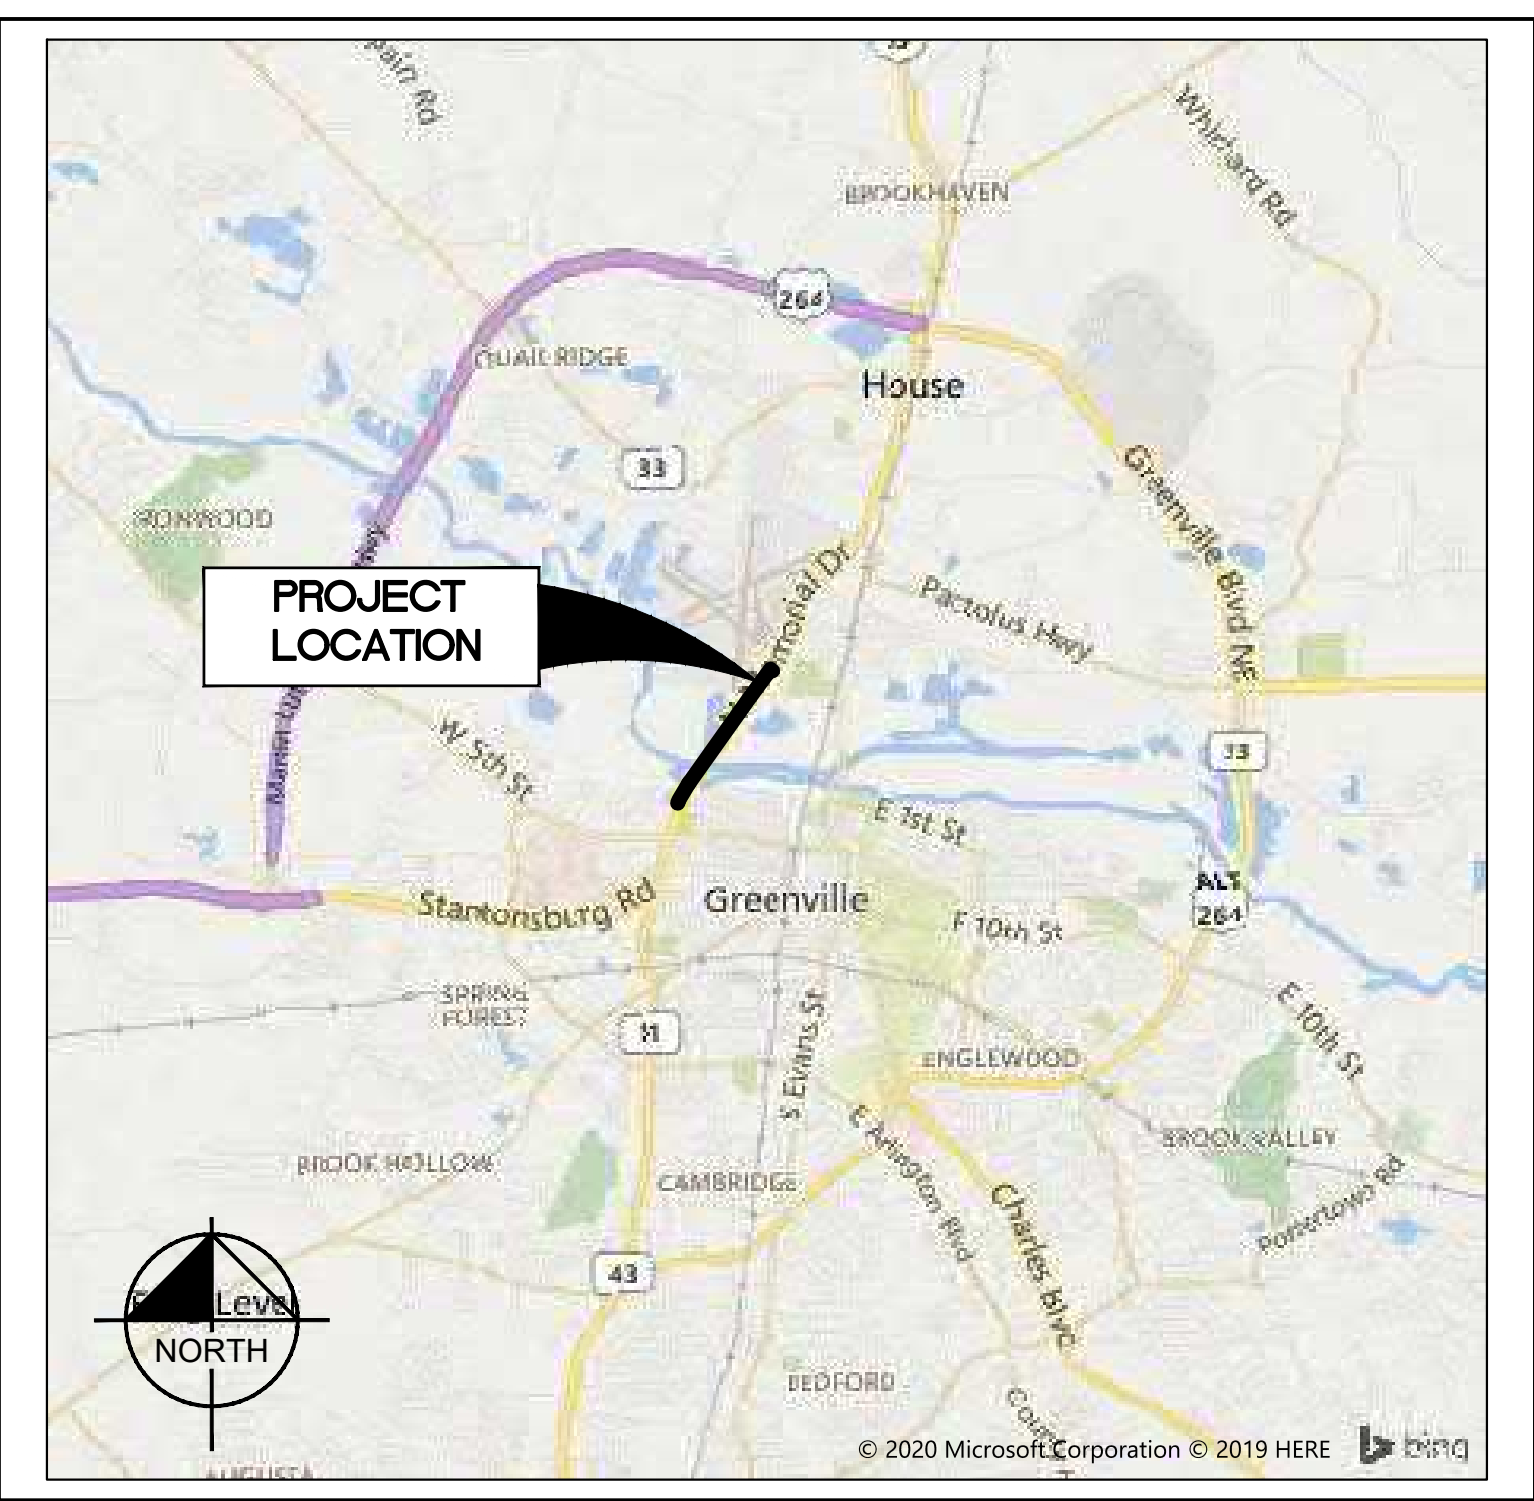 Whichard Rd
BROOKHAVEN
264
QUAIL RIDGE
House
33
Greenville Blvd NE
IRONWOOD
Hwy
PROJECT
LOCATION
Pactolus Hwy
W 5th St
33
E 1st St
ALT
264
Stantonsburg Rd
Greenville
E 10th St
SPRING
FOREST
11
S Evans St
E 10th St
ENGLEWOOD
E Arlington Blvd
BROOK VALLEY
BROOK HOLLOW
CAMBRIDGE
Portertown Rd
Charles Blvd
43
Level
NORTH
BEDFORD
© 2020 Microsoft Corporation © 2019 HERE
bing